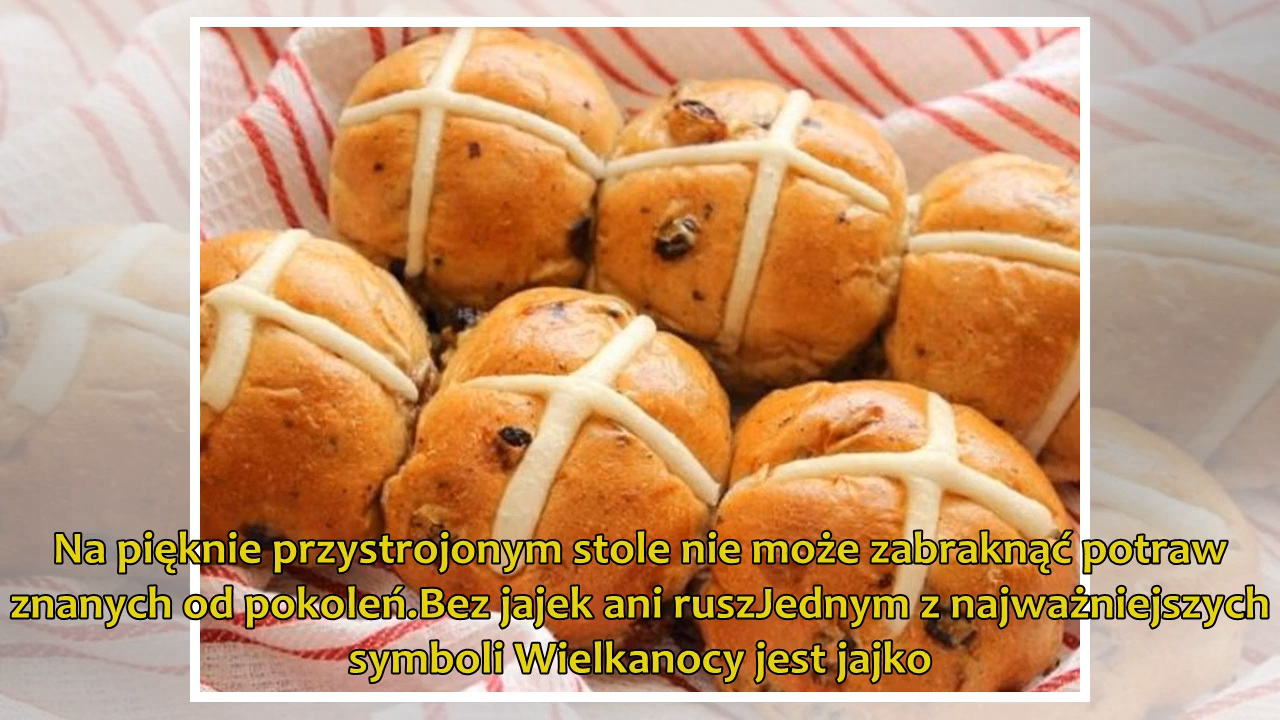 Na pięknie przystrojonym stole nie może zabraknąć potraw
znanych od pokoleń.Bez jajek ani ruszJednym z najważniejszych
symboli Wielkanocy jest jajko